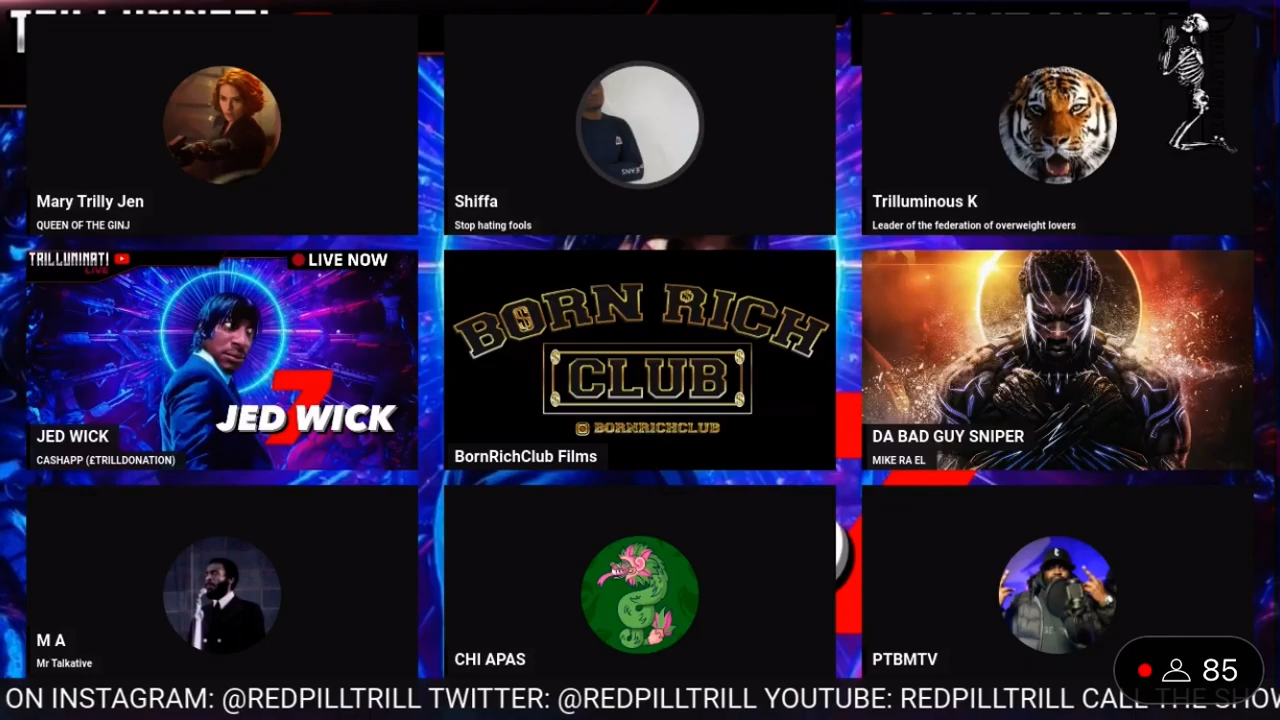 Mary Trilly Jen
QUEEN OF THE GINJ
Shiffa
Stop hating fools
Trilluminous K
Leader of the federation of overweight lovers
TRILLUMINATI
LIVE
LIVE NOW
7
JED WICK
JED WICK
CASHAPP (£TRILLDONATION)
BORN RICH
CLUB
BORNRICHCLUB
BornRichClub Films
DA BAD GUY SNIPER
MIKE RA EL
M A
Mr Talkative
CHI APAS
PTBMTV
85
ON INSTAGRAM: @REDPILLTRILL TWITTER: @REDPILLTRILL YOUTUBE: REDPILLTRILL CALL THE SHOW